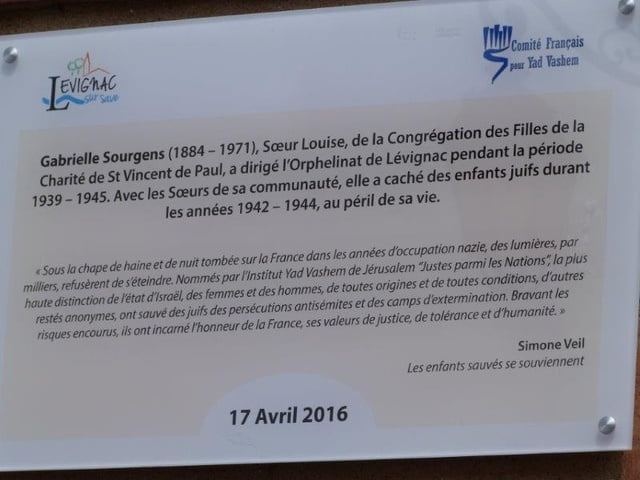 LEVIGNAC
sur Save
Comité Français
pour Yad Vashem
Gabrielle Sourgens (1884 – 1971), Sœur Louise, de la Congrégation des Filles de la
Charité de St Vincent de Paul, a dirigé l'Orphelinat de Lévignac pendant la période
1939 – 1945. Avec les Sœurs de sa communauté, elle a caché des enfants juifs durant
les années 1942 – 1944, au péril de sa vie.
« Sous la chape de haine et de nuit tombée sur la France dans les années d'occupation nazie, des lumières, par
milliers, refusèrent de s'éteindre. Nommés par l'Institut Yad Vashem de Jérusalem "Justes parmi les Nations", la plus
haute distinction de l'état d'Israël, des femmes et des hommes, de toutes origines et de toutes conditions, d'autres
restés anonymes, ont sauvé des juifs des persécutions antisémites et des camps d'extermination. Bravant les
risques encourus, ils ont incarné l'honneur de la France, ses valeurs de justice, de tolérance et d'humanité. »
Simone Veil
Les enfants sauvés se souviennent
17 Avril 2016